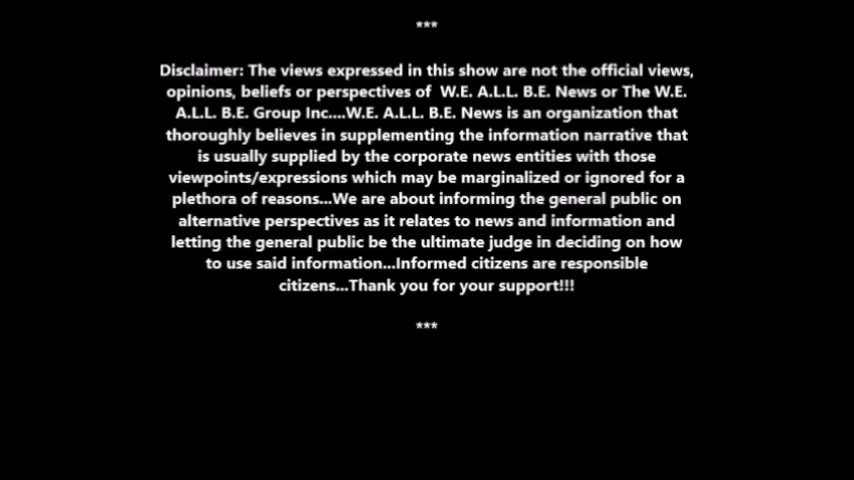 ***
Disclaimer: The views expressed in this show are not the official views,
opinions, beliefs or perspectives of W.E. A.L.L. B.E. News or The W.E.
A.L.L. B.E. Group Inc....W.E. A.L.L. B.E. News is an organization that
thoroughly believes in supplementing the information narrative that
is usually supplied by the corporate news entities with those
viewpoints/expressions which may be marginalized or ignored for a
plethora of reasons...We are about informing the general public on
alternative perspectives as it relates to news and information and
letting the general public be the ultimate judge in deciding on how
to use said information...Informed citizens are responsible
citizens...Thank you for your support!!!
***